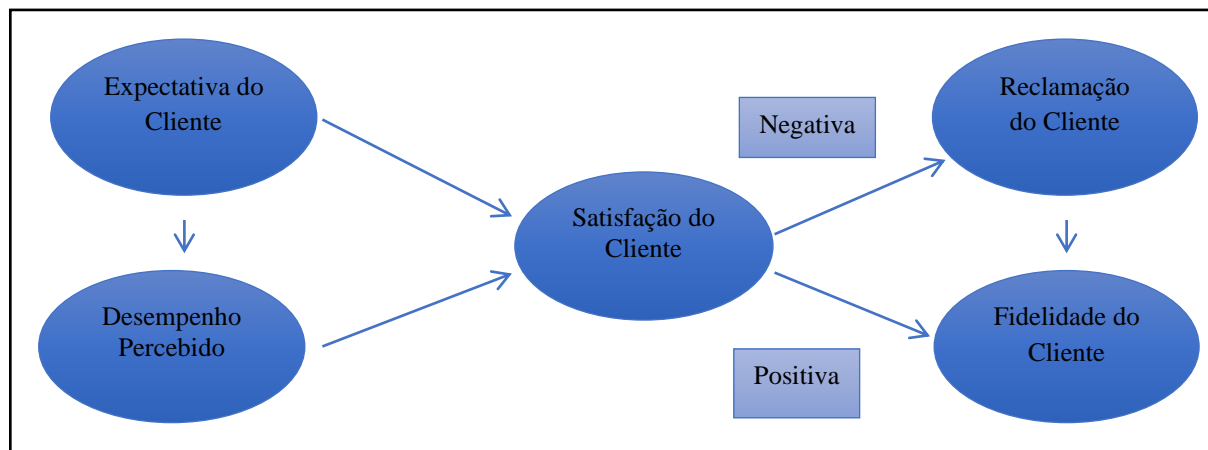 Expectativa do
Cliente
Desempenho
Percebido
Satisfação do
Cliente
Negativa
Positiva
Reclamação
do Cliente
Fidelidade do
Cliente